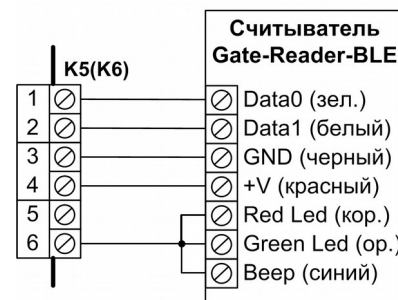 Считыватель
Gate-Reader-BLE
K5(K6)
1
Data0 (зел.)
2
Data1 (белый)
3
GND (черный)
4
+V (красный)
5
Red Led (кор.)
6
Green Led (ор.)
Beep (синий)